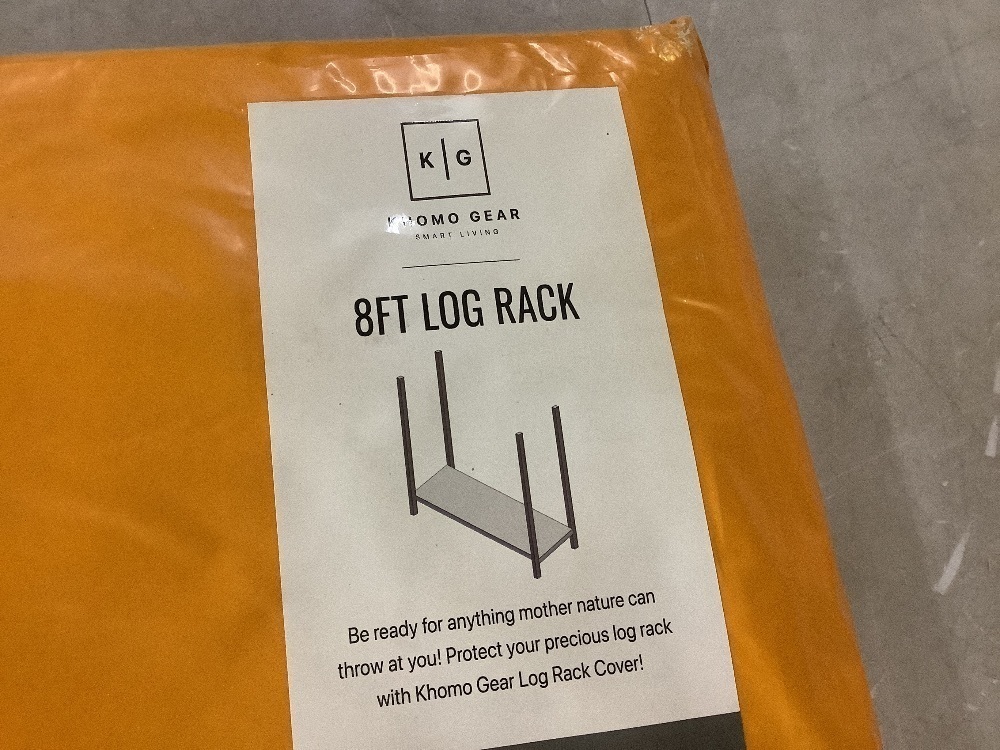 K G
KHOMO GEAR
SMART LIVING
8FT LOG RACK
Be ready for anything mother nature can
throw at you! Protect your precious log rack
with Khomo Gear Log Rack Cover!